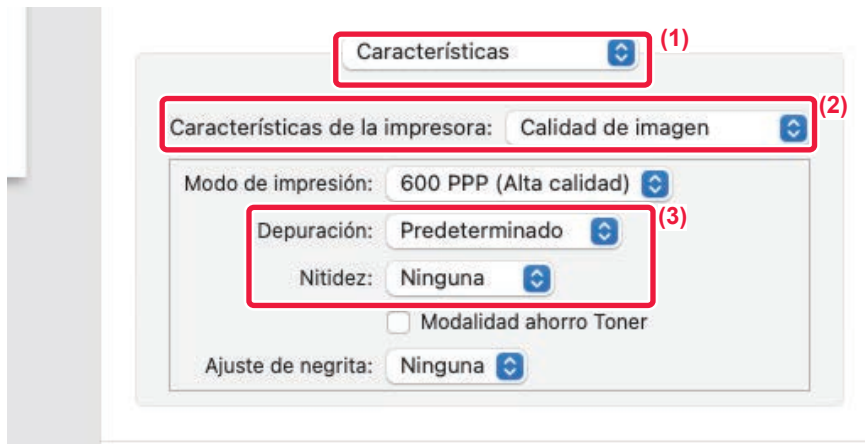 Características (1)
Características de la impresora: Calidad de imagen (2)
Modo de impresión: 600 PPP (Alta calidad)
Depuración: Predeterminado (3)
Nitidez: Ninguna
Modalidad ahorro Toner
Ajuste de negrita: Ninguna